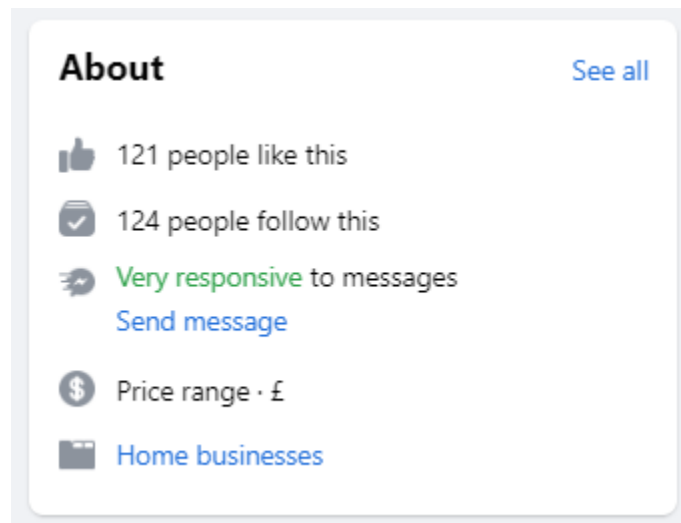 About
See all
121 people like this
124 people follow this
Very responsive to messages
Send message
Price range · £
Home businesses